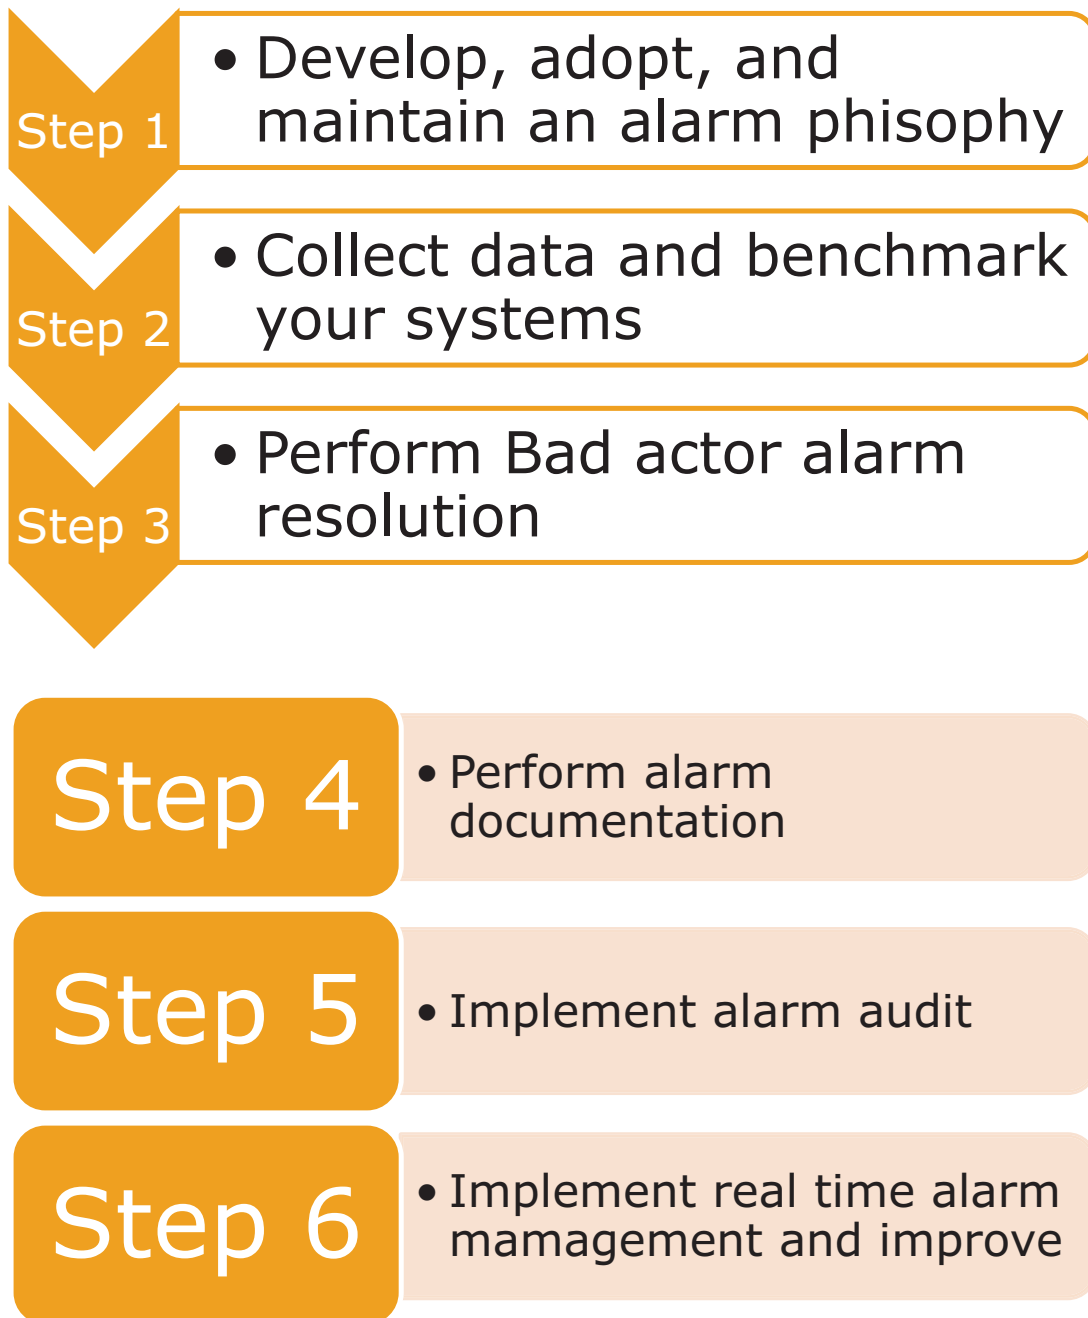 Step 1
• Develop, adopt, and
maintain an alarm phisophy
Step 2
• Collect data and benchmark
your systems
Step 3
• Perform Bad actor alarm
resolution
Step 4
• Perform alarm
documentation
Step 5
• Implement alarm audit
Step 6
• Implement real time alarm
mamagement and improve